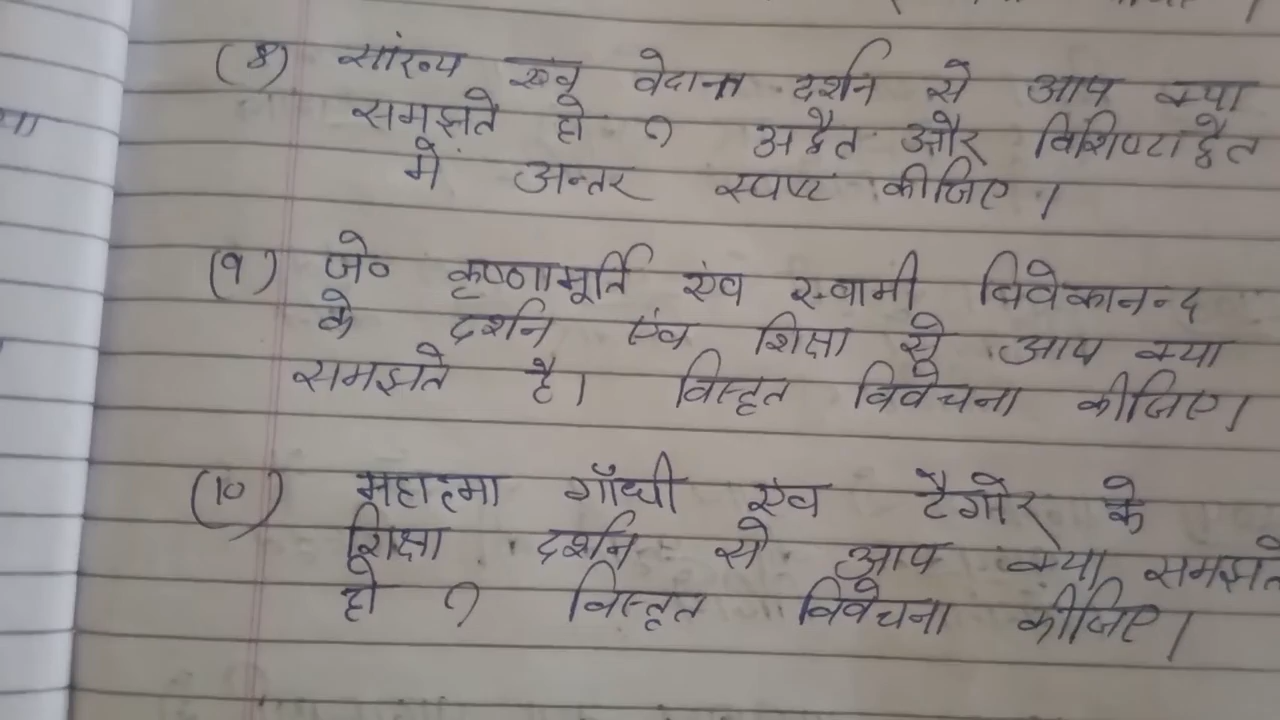 (8) सांख्य एवं वेदान्त दर्शन से आप क्या
समझते हो ? अद्वैत और विशिष्टाद्वैत
में अन्तर स्पष्ट कीजिए ।
(9) जे० कृष्णामूर्ति एंव स्वामी विवेकानन्द
के दर्शन एंव शिक्षा से आप क्या
समझते है। विस्तृत विवेचना कीजिए।
(10) महात्मा गाँधी एंव टैगोर के
शिक्षा दर्शन से आप क्या समझते
हो ? विस्तृत विवेचना कीजिए।